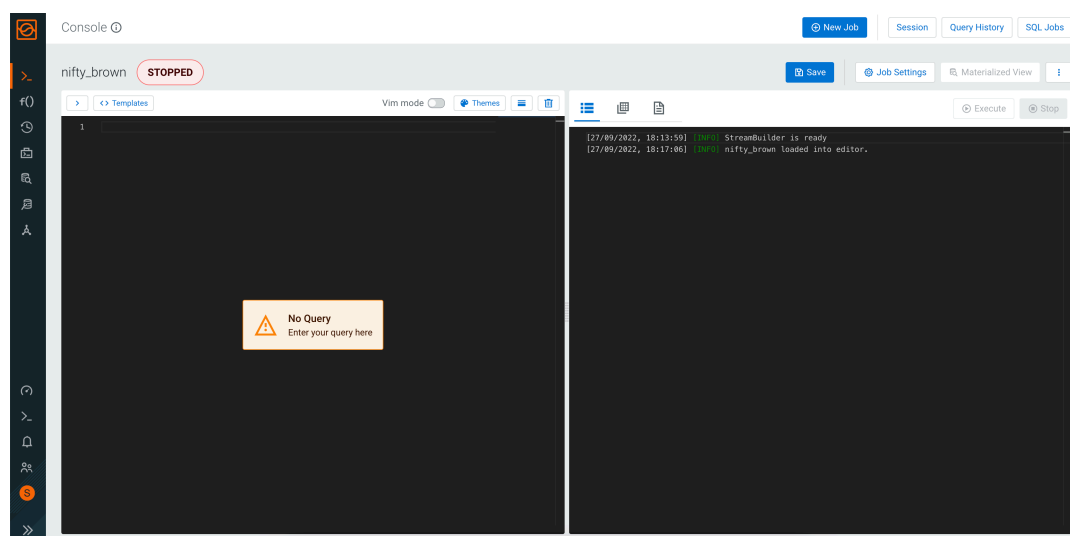 Console
New Job
Session
Query History
SQL Jobs
nifty_brown
STOPPED
Save
Job Settings
Materialized View
>_
f()
Templates
Vim mode
Themes
Execute
Stop
1
[27/09/2022, 18:13:59] [INFO] StreamBuilder is ready
[27/09/2022, 18:17:06] [INFO] nifty_brown loaded into editor.
No Query
Enter your query here
>_
S